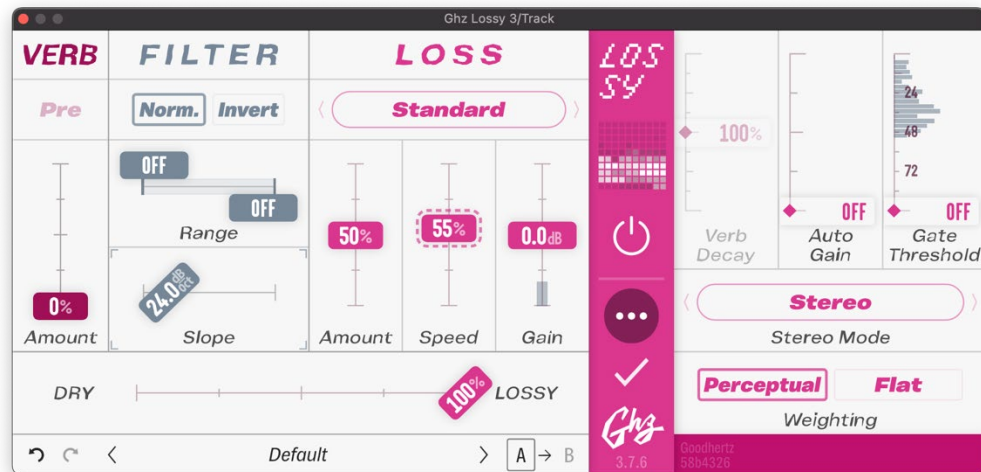 Ghz Lossy 3/Track
VERB
FILTER
LOSS
Pre
Norm.
Invert
Standard
OFF
OFF
Range
24.0 dB Oct
Slope
0%
Amount
50%
Amount
55%
Speed
0.0dB
Gain
DRY
100%
LOSSY
Default
A → B
LOS
SY
Ghz
3.7.6
100%
Verb
Decay
OFF
Auto
Gain
24
48
72
OFF
Gate
Threshold
Stereo
Stereo Mode
Perceptual
Flat
Weighting
Goodhertz
58b4326